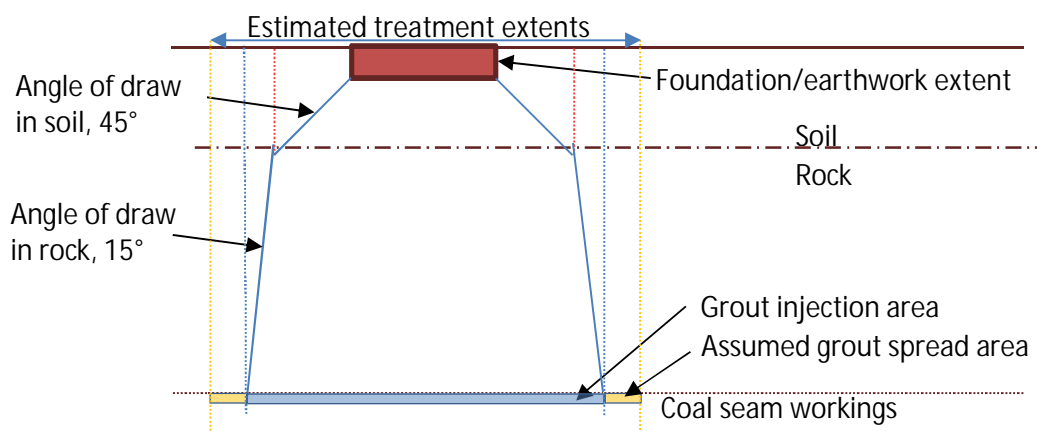 Estimated treatment extents
Foundation/earthwork extent
Angle of draw
in soil, 45°
Soil
Rock
Angle of draw
in rock, 15°
Grout injection area
Assumed grout spread area
Coal seam workings